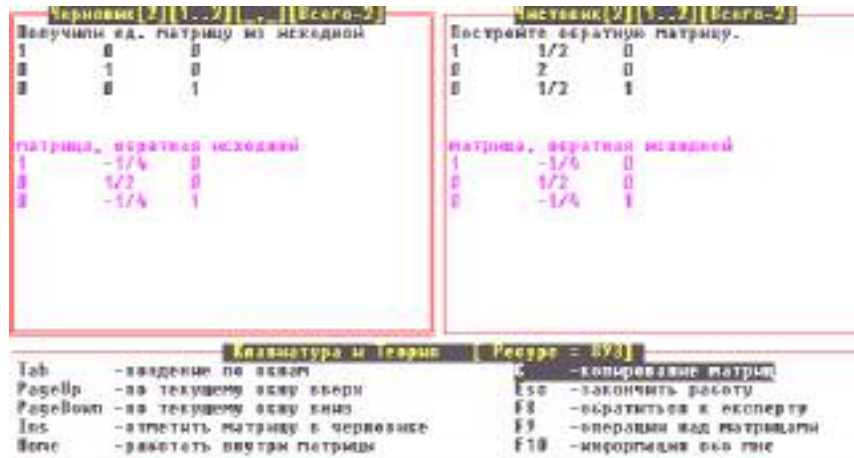 Черновик[2][1..2][_,_][Всего-2]
Получили ед. матрицу из исходной
1 0 0
0 1 0
0 0 1
матрица, обратная исходной
1 -1/4 0
0 1/2 0
0 -1/4 1
Чистовик[2][1..2][Всего-2]
Постройте обратную матрицу.
1 1/2 0
0 2 0
0 1/2 1
матрица, обратная исходной
1 -1/4 0
0 1/2 0
0 -1/4 1
Клавиатура и Теория [ Ресурс = 893]
Tab -хождение по окнам
PageUp -по текущему окну вверх
PageDown -по текущему окну вниз
Ins -отметить матрицу в черновике
Home -работать внутри матрицы
C -копирование матриц
Esc -закончить работу
F8 -обратиться к експерту
F9 -операции над матрицами
F10 -информация обо мне